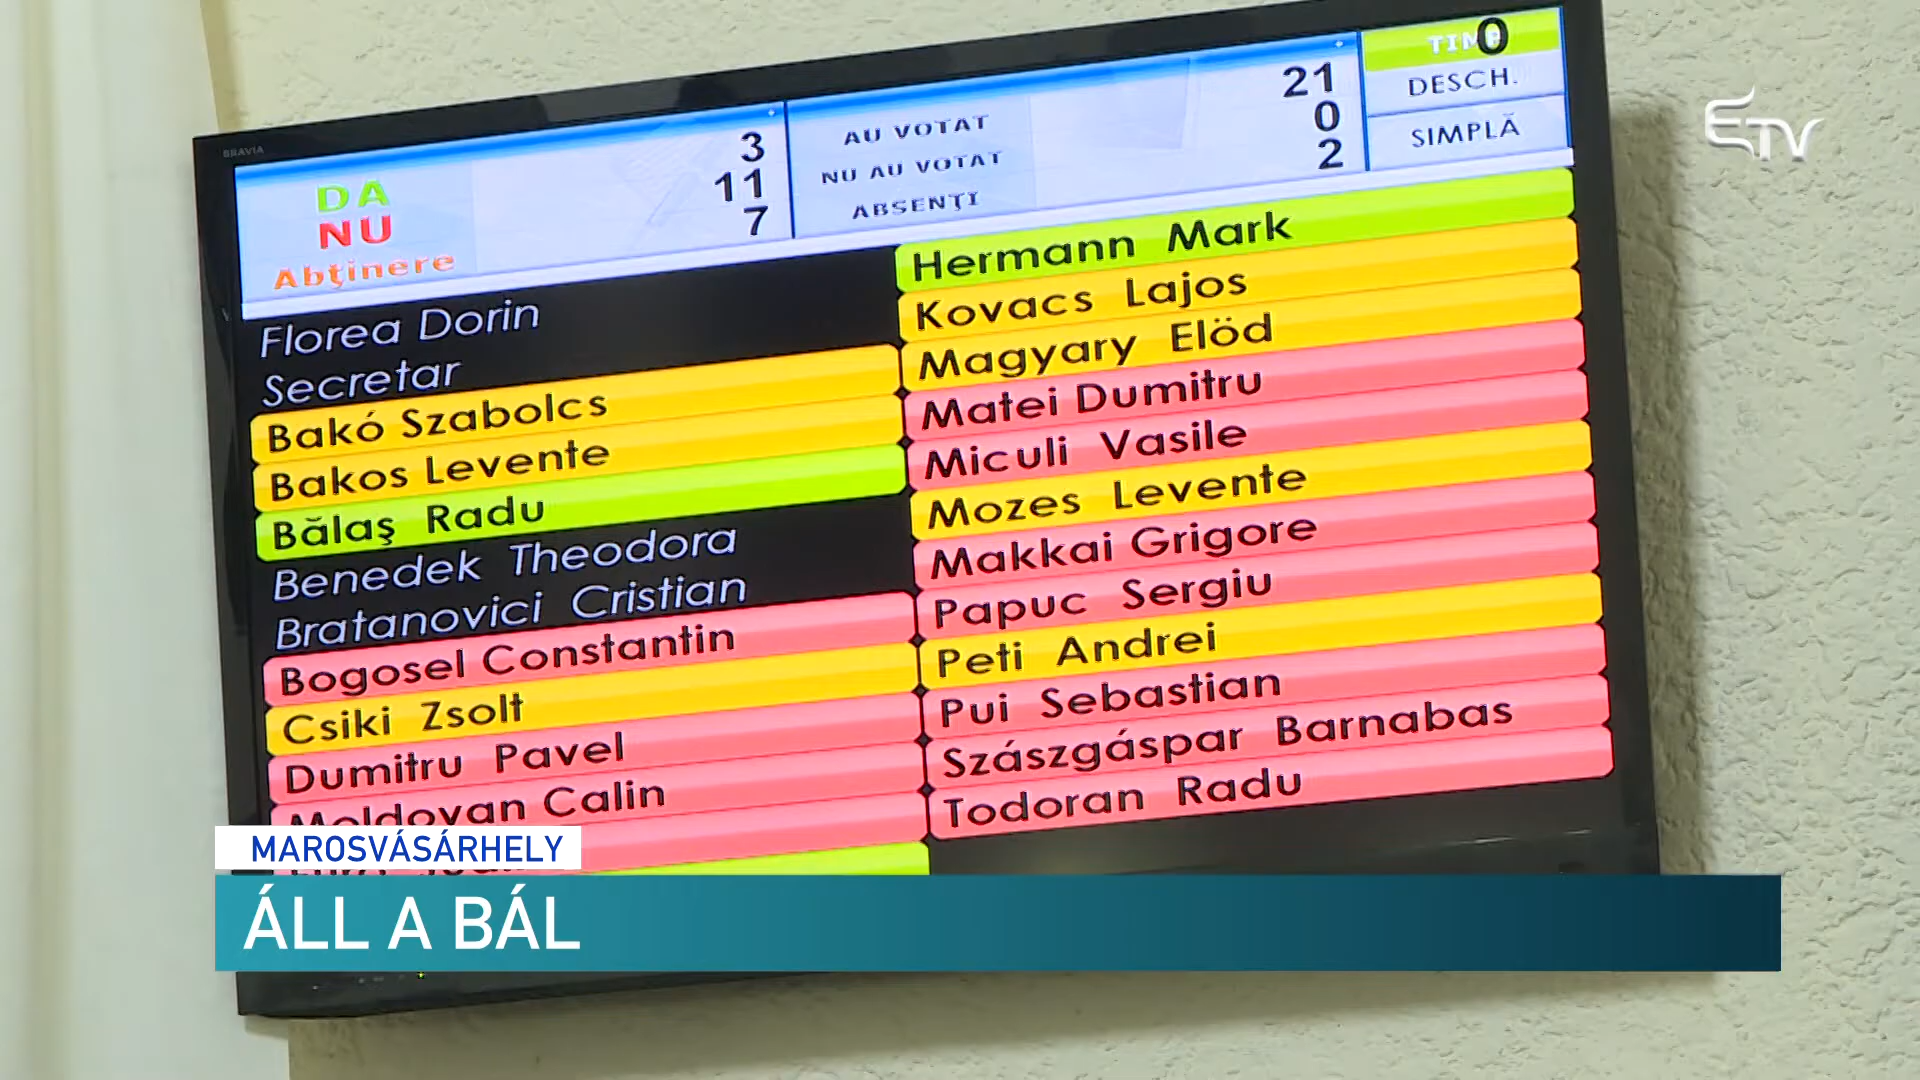 BRAVIA
DA 3
NU 11
Abţinere 7
AU VOTAT 21
NU AU VOTAT 0
ABSENŢI 2
0
DESCH.
SIMPLĂ
ETV
Florea Dorin
Secretar
Bakó Szabolcs
Bakos Levente
Bălaş Radu
Benedek Theodora
Bratanovici Cristian
Bogosel Constantin
Csiki Zsolt
Dumitru Pavel
Moldovan Calin
Hermann Mark
Kovacs Lajos
Magyary Elöd
Matei Dumitru
Miculi Vasile
Mozes Levente
Makkai Grigore
Papuc Sergiu
Peti Andrei
Pui Sebastian
Szászgáspar Barnabas
Todoran Radu
MAROSVÁSÁRHELY
ÁLL A BÁL